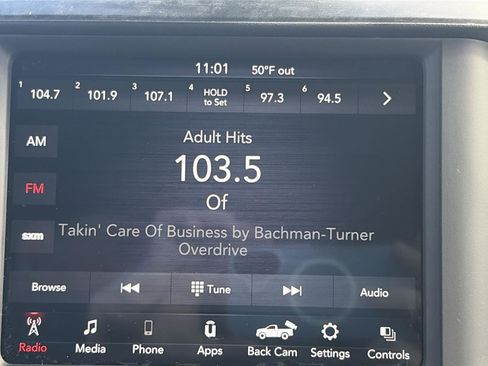 11:01 50°F out
1 104.7 2 101.9 3 107.1 4 HOLD to Set 5 97.3 6 94.5
AM
Adult Hits
103.5
FM
Of
sxm
Takin' Care Of Business by Bachman-Turner
Overdrive
Browse Tune Audio
Radio Media Phone Apps Back Cam Settings Controls